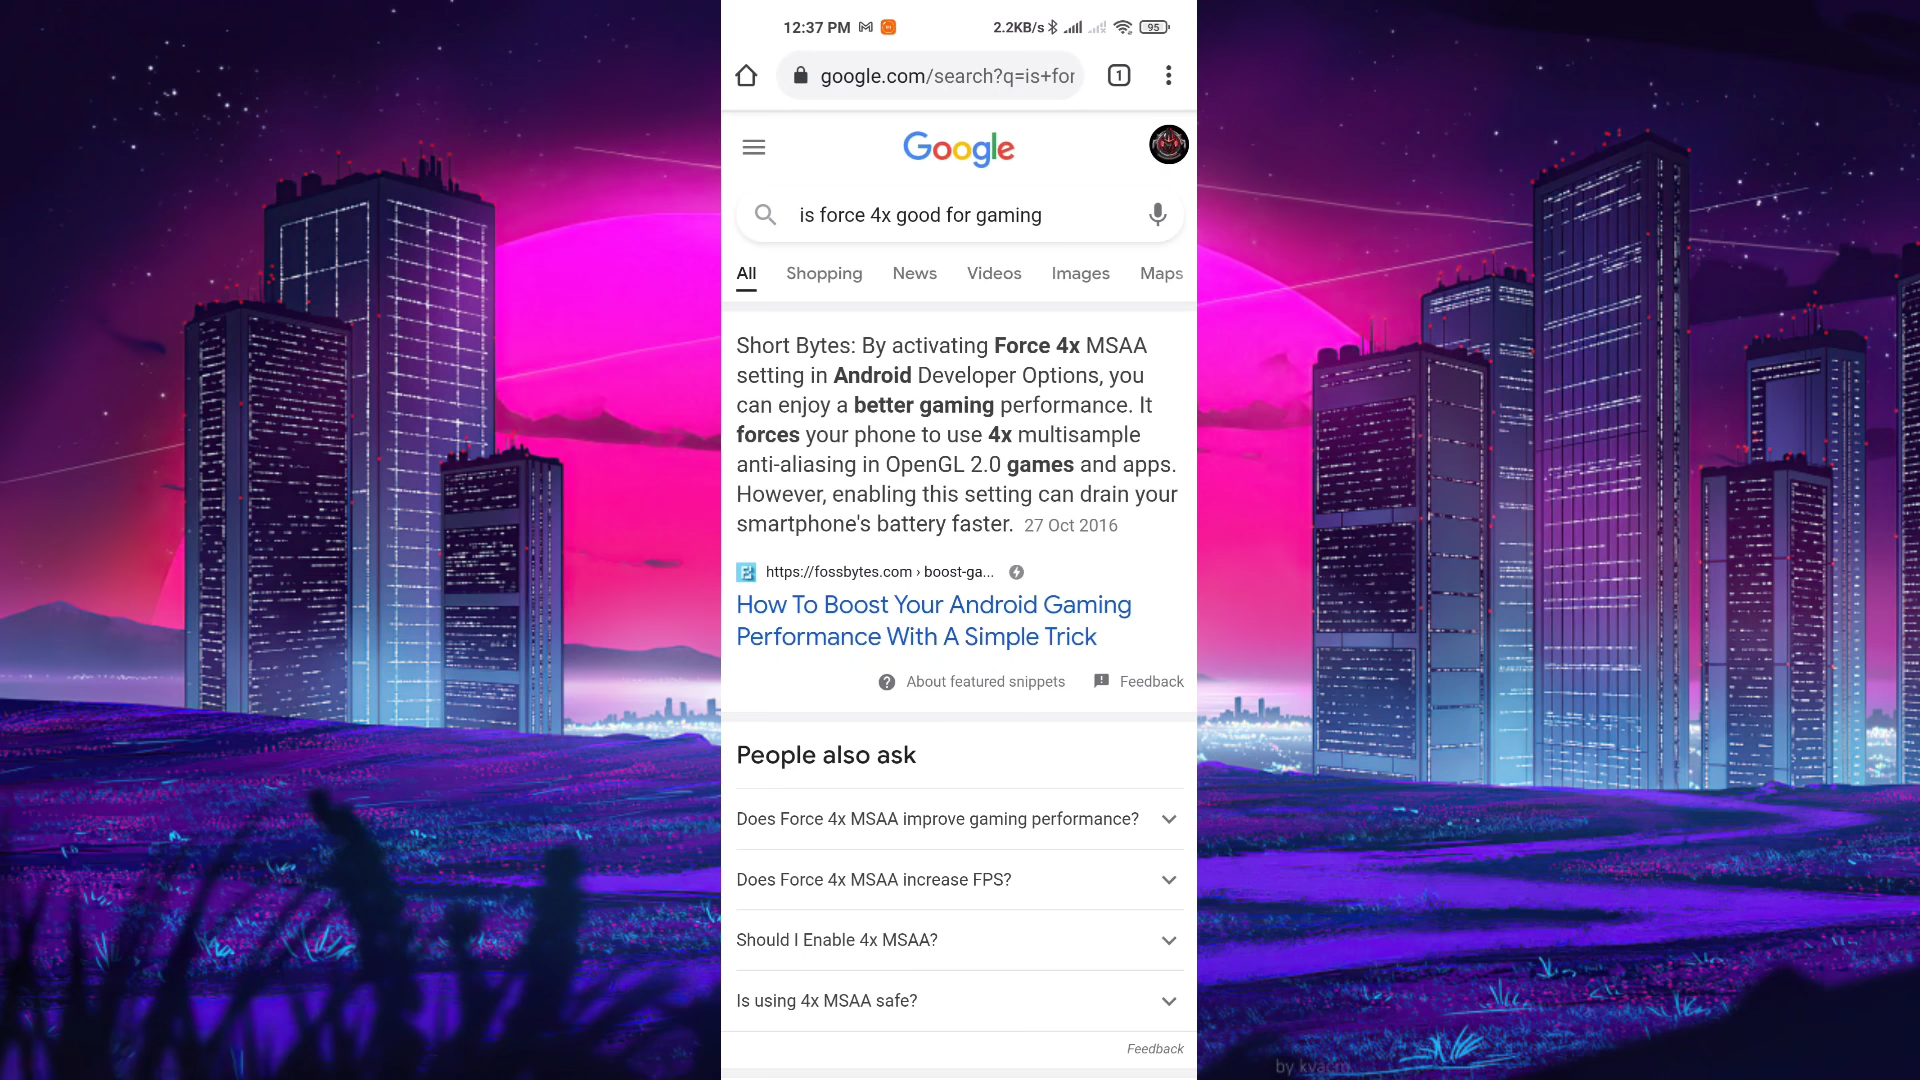 12:37 PM
2.2KB/s
95
google.com/search?q=is+for
1
Google
is force 4x good for gaming
All Shopping News Videos Images Maps
Short Bytes: By activating Force 4x MSAA
setting in Android Developer Options, you
can enjoy a better gaming performance. It
forces your phone to use 4x multisample
anti-aliasing in OpenGL 2.0 games and apps.
However, enabling this setting can drain your
smartphone's battery faster. 27 Oct 2016
https://fossbytes.com › boost-ga...
How To Boost Your Android Gaming
Performance With A Simple Trick
About featured snippets Feedback
People also ask
Does Force 4x MSAA improve gaming performance?
Does Force 4x MSAA increase FPS?
Should I Enable 4x MSAA?
Is using 4x MSAA safe?
Feedback
by